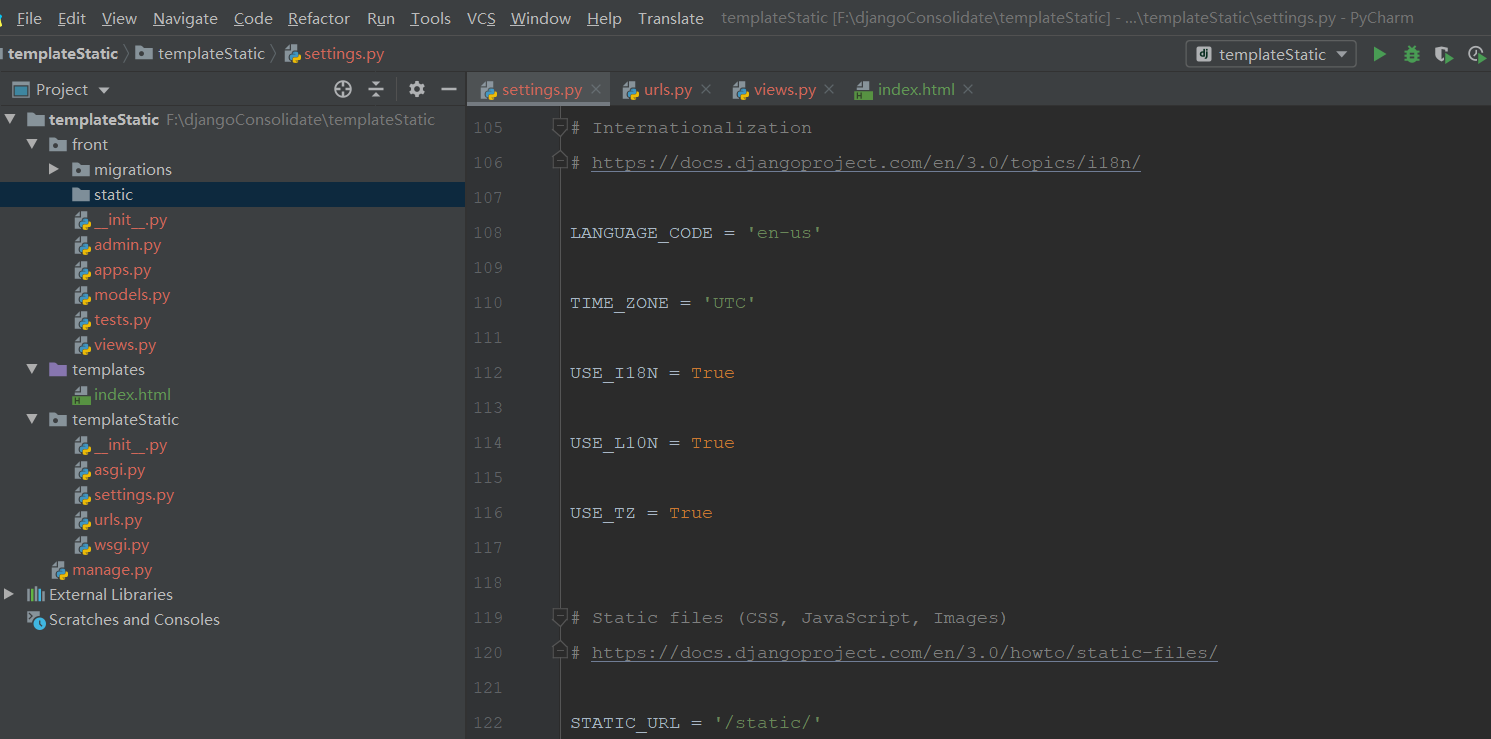 File Edit View Navigate Code Refactor Run Tools VCS Window Help Translate templateStatic [F:\djangoConsolidate\templateStatic] - ...\templateStatic\settings.py - PyCharm
templateStatic templateStatic settings.py dj templateStatic
Project settings.py urls.py views.py H index.html
templateStatic F:\djangoConsolidate\templateStatic
front
migrations
static
__init__.py
admin.py
apps.py
models.py
tests.py
views.py
templates
H index.html
templateStatic
__init__.py
asgi.py
settings.py
urls.py
wsgi.py
manage.py
External Libraries
Scratches and Consoles
105 # Internationalization
106 # https://docs.djangoproject.com/en/3.0/topics/i18n/
107
108 LANGUAGE_CODE = 'en-us'
109
110 TIME_ZONE = 'UTC'
111
112 USE_I18N = True
113
114 USE_L10N = True
115
116 USE_TZ = True
117
118
119 # Static files (CSS, JavaScript, Images)
120 # https://docs.djangoproject.com/en/3.0/howto/static-files/
121
122 STATIC_URL = '/static/'